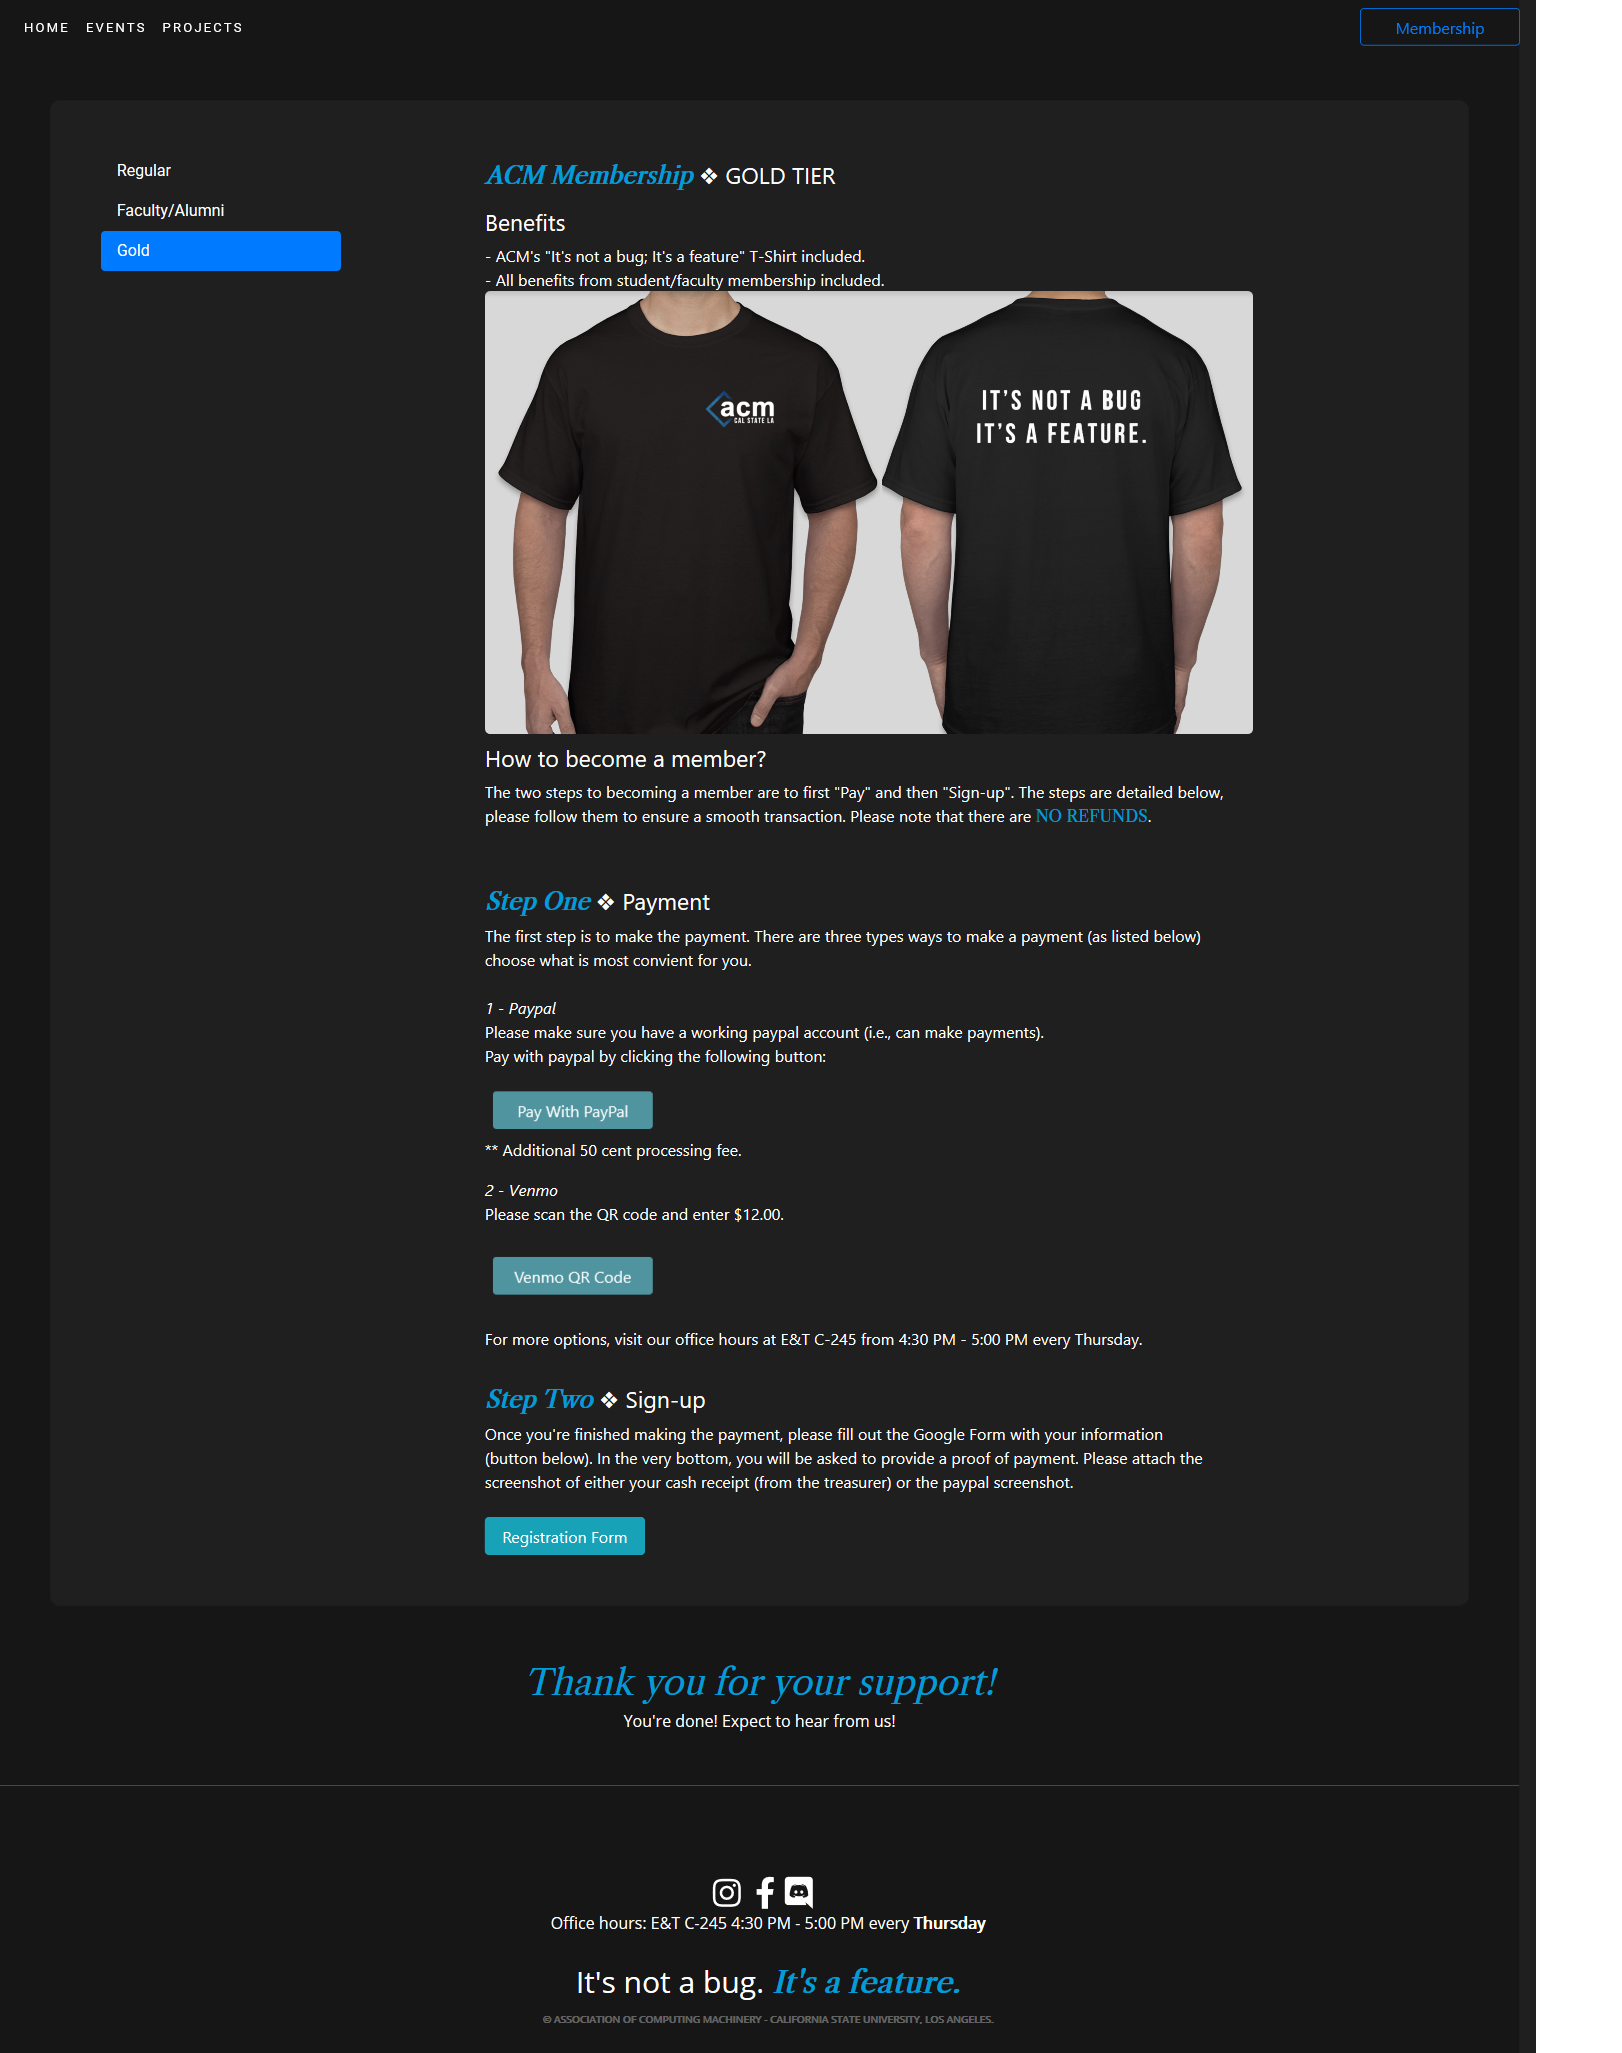 HOME EVENTS PROJECTS
Membership
Regular
Faculty/Alumni
Gold
ACM Membership ❖ GOLD TIER
Benefits
- ACM's "It's not a bug; It's a feature" T-Shirt included.
- All benefits from student/faculty membership included.
acm
CAL STATE LA
IT'S NOT A BUG
IT'S A FEATURE.
How to become a member?
The two steps to becoming a member are to first "Pay" and then "Sign-up". The steps are detailed below,
please follow them to ensure a smooth transaction. Please note that there are NO REFUNDS.
Step One ❖ Payment
The first step is to make the payment. There are three types ways to make a payment (as listed below)
choose what is most convient for you.
1 - Paypal
Please make sure you have a working paypal account (i.e., can make payments).
Pay with paypal by clicking the following button:
Pay With PayPal
** Additional 50 cent processing fee.
2 - Venmo
Please scan the QR code and enter $12.00.
Venmo QR Code
For more options, visit our office hours at E&T C-245 from 4:30 PM - 5:00 PM every Thursday.
Step Two ❖ Sign-up
Once you're finished making the payment, please fill out the Google Form with your information
(button below). In the very bottom, you will be asked to provide a proof of payment. Please attach the
screenshot of either your cash receipt (from the treasurer) or the paypal screenshot.
Registration Form
Thank you for your support!
You're done! Expect to hear from us!
Office hours: E&T C-245 4:30 PM - 5:00 PM every Thursday
It's not a bug. It's a feature.
© ASSOCIATION OF COMPUTING MACHINERY - CALIFORNIA STATE UNIVERSITY, LOS ANGELES.